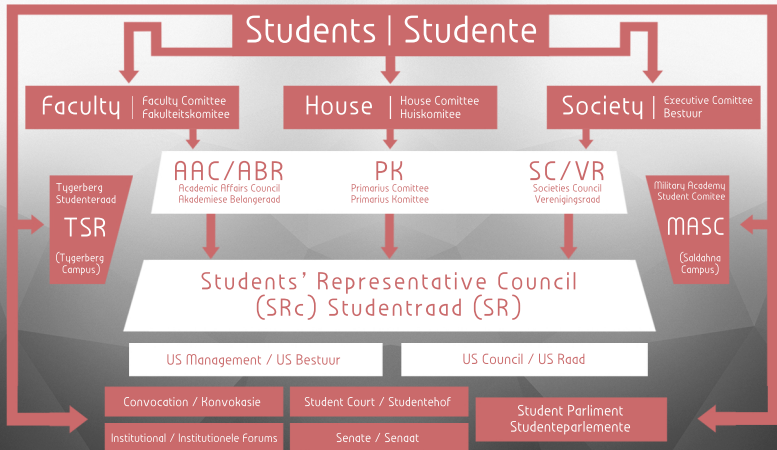 Students | Studente
Faculty | Faculty Comittee
Fakulteitskomitee
House | House Comittee
Huiskomitee
Society | Executive Comittee
Bestuur
AAC/ABR
Academic Affairs Council
Akademiese Belangeraad
PK
Primarius Comittee
Primarius Komittee
SC/VR
Societies Council
Verenigingsraad
Tygerberg
Studenteraad
TSR
(Tygerberg
Campus)
Military Academy
Student Comitee
MASC
(Saldahna
Campus)
Students' Representative Council
(SRc) Studentraad (SR)
US Management / US Bestuur
US Council / US Raad
Convocation / Konvokasie
Student Court / Studentehof
Student Parliment
Studenteparlemente
Institutional / Institutionele Forums
Senate / Senaat